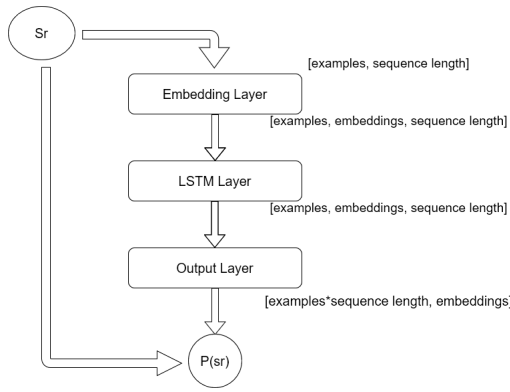 Sr
[examples, sequence length]
Embedding Layer
[examples, embeddings, sequence length]
LSTM Layer
[examples, embeddings, sequence length]
Output Layer
[examples*sequence length, embeddings]
P(sr)